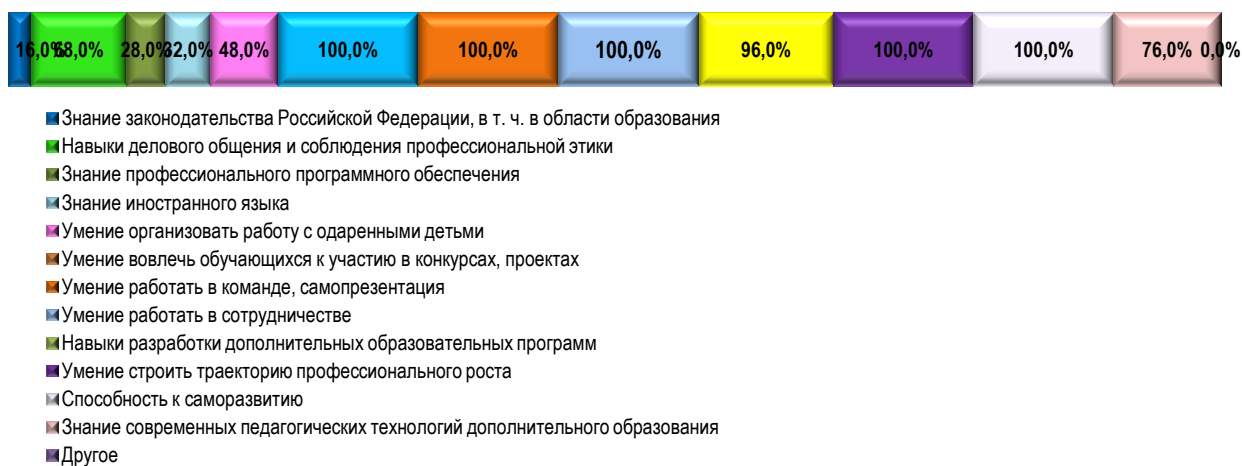 16,0% 68,0% 28,0% 32,0% 48,0% 100,0% 100,0% 100,0% 96,0% 100,0% 100,0% 76,0% 0,0%
Знание законодательства Российской Федерации, в т. ч. в области образования
Навыки делового общения и соблюдения профессиональной этики
Знание профессионального программного обеспечения
Знание иностранного языка
Умение организовать работу с одаренными детьми
Умение вовлечь обучающихся к участию в конкурсах, проектах
Умение работать в команде, самопрезентация
Умение работать в сотрудничестве
Навыки разработки дополнительных образовательных программ
Умение строить траекторию профессионального роста
Способность к саморазвитию
Знание современных педагогических технологий дополнительного образования
Другое